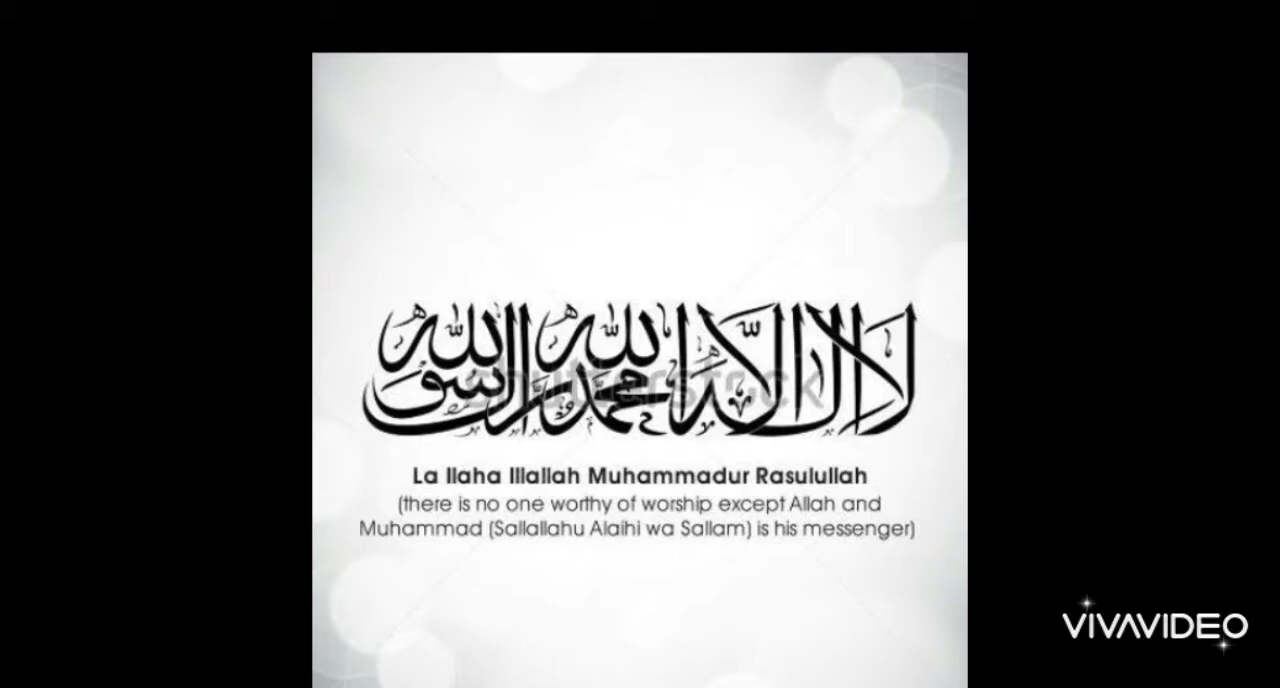 لا اله الا الله محمد رسول الله
La Ilaha Illallah Muhammadur Rasulullah
(there is no one worthy of worship except Allah and
Muhammad (Sallallahu Alaihi wa Sallam) is his messenger)
shutterstock
VIVAVIDEO